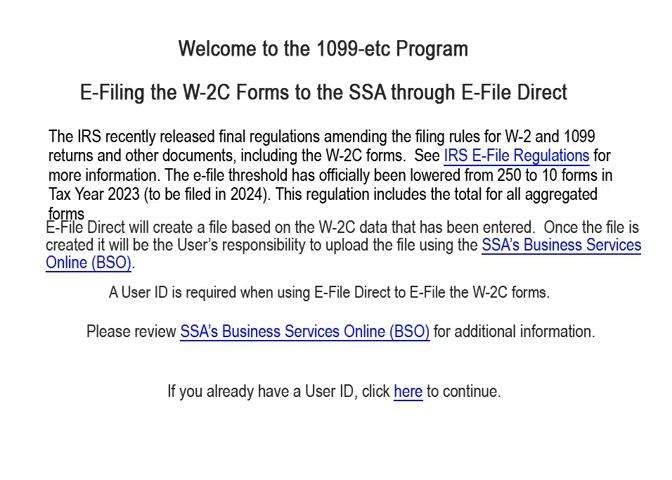 Welcome to the 1099-etc Program
E-Filing the W-2C Forms to the SSA through E-File Direct
The IRS recently released final regulations amending the filing rules for W-2 and 1099
returns and other documents, including the W-2C forms.  See IRS E-File Regulations for
more information. The e-file threshold has officially been lowered from 250 to 10 forms in
Tax Year 2023 (to be filed in 2024). This regulation includes the total for all aggregated
forms
E-File Direct will create a file based on the W-2C data that has been entered.  Once the file is
created it will be the User's responsibility to upload the file using the SSA's Business Services
Online (BSO).
A User ID is required when using E-File Direct to E-File the W-2C forms.
Please review SSA's Business Services Online (BSO) for additional information.
If you already have a User ID, click here to continue.